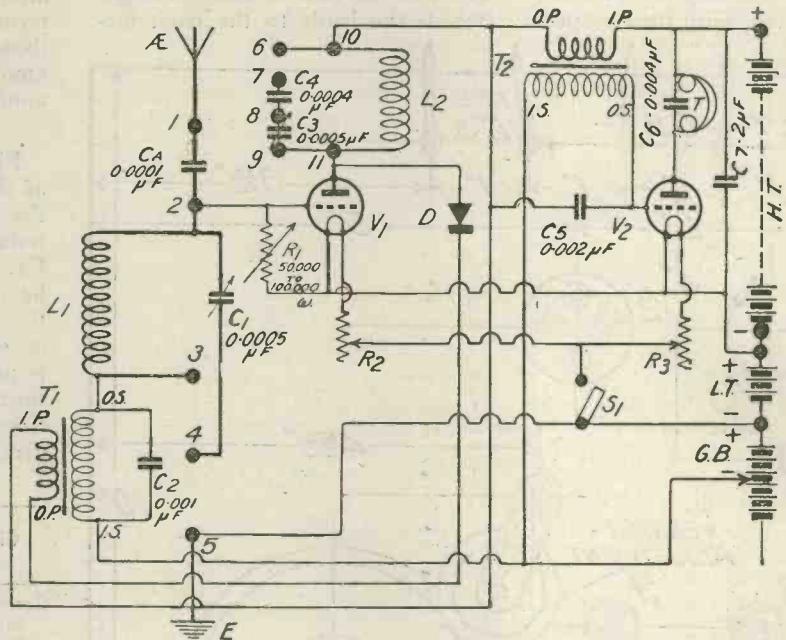 Æ
1
CA
0.0001
µF
2
6
7
8
9
10
11
C4
0.0004
µF
C3
0.0005µF
L2
V1
D
R1
50,000
TO
100,000
ω
L1
C1
0.0005
µF
3
4
5
T1
I.P.
O.S.
O.P.
I.S.
C2
0.001
µF
E
R2
R3
S1
T2
O.P.
I.P.
I.S.
O.S.
C5
0.002µF
V2
C6-0.004µF
T
C7.2µF
+
H.T.
-
+
L.T.
-
+
G.B.
-